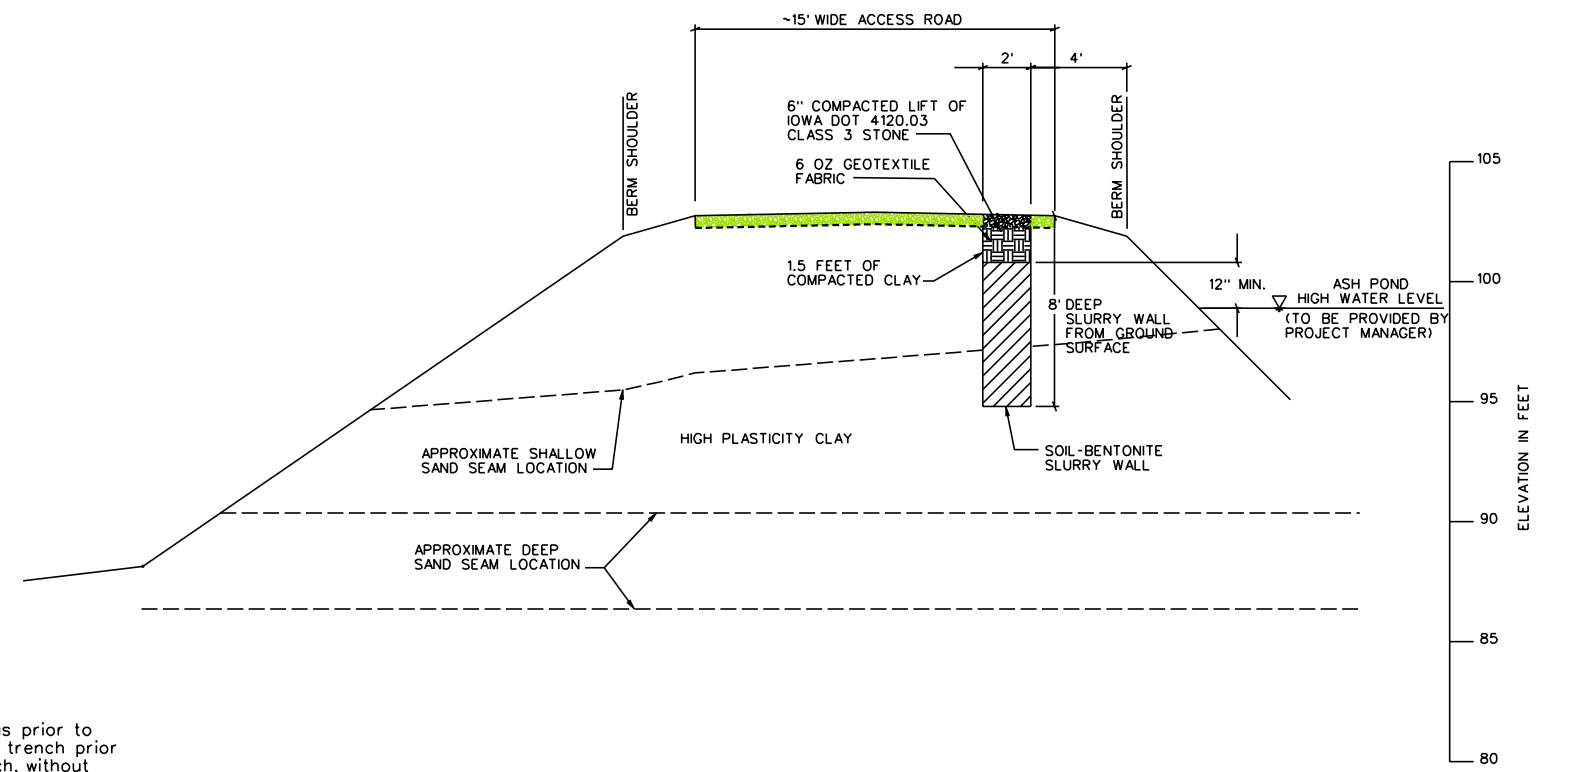 ~15' WIDE ACCESS ROAD
2'
4'
BERM SHOULDER
6" COMPACTED LIFT OF
IOWA DOT 4120.03
CLASS 3 STONE
6 OZ GEOTEXTILE
FABRIC
BERM SHOULDER
1.5 FEET OF
COMPACTED CLAY
12" MIN.
ASH POND
HIGH WATER LEVEL
(TO BE PROVIDED BY
PROJECT MANAGER)
8' DEEP
SLURRY WALL
FROM GROUND
SURFACE
HIGH PLASTICITY CLAY
APPROXIMATE SHALLOW
SAND SEAM LOCATION
SOIL-BENTONITE
SLURRY WALL
APPROXIMATE DEEP
SAND SEAM LOCATION
105
100
95
90
85
80
ELEVATION IN FEET
prior to
trench prior
without